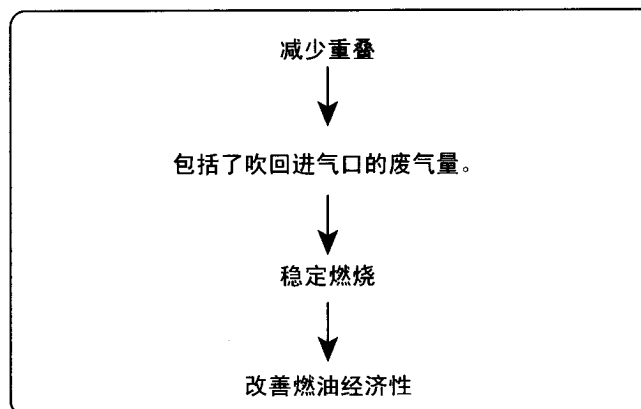 减少重叠
包括了吹回进气口的废气量。
稳定燃烧
改善燃油经济性